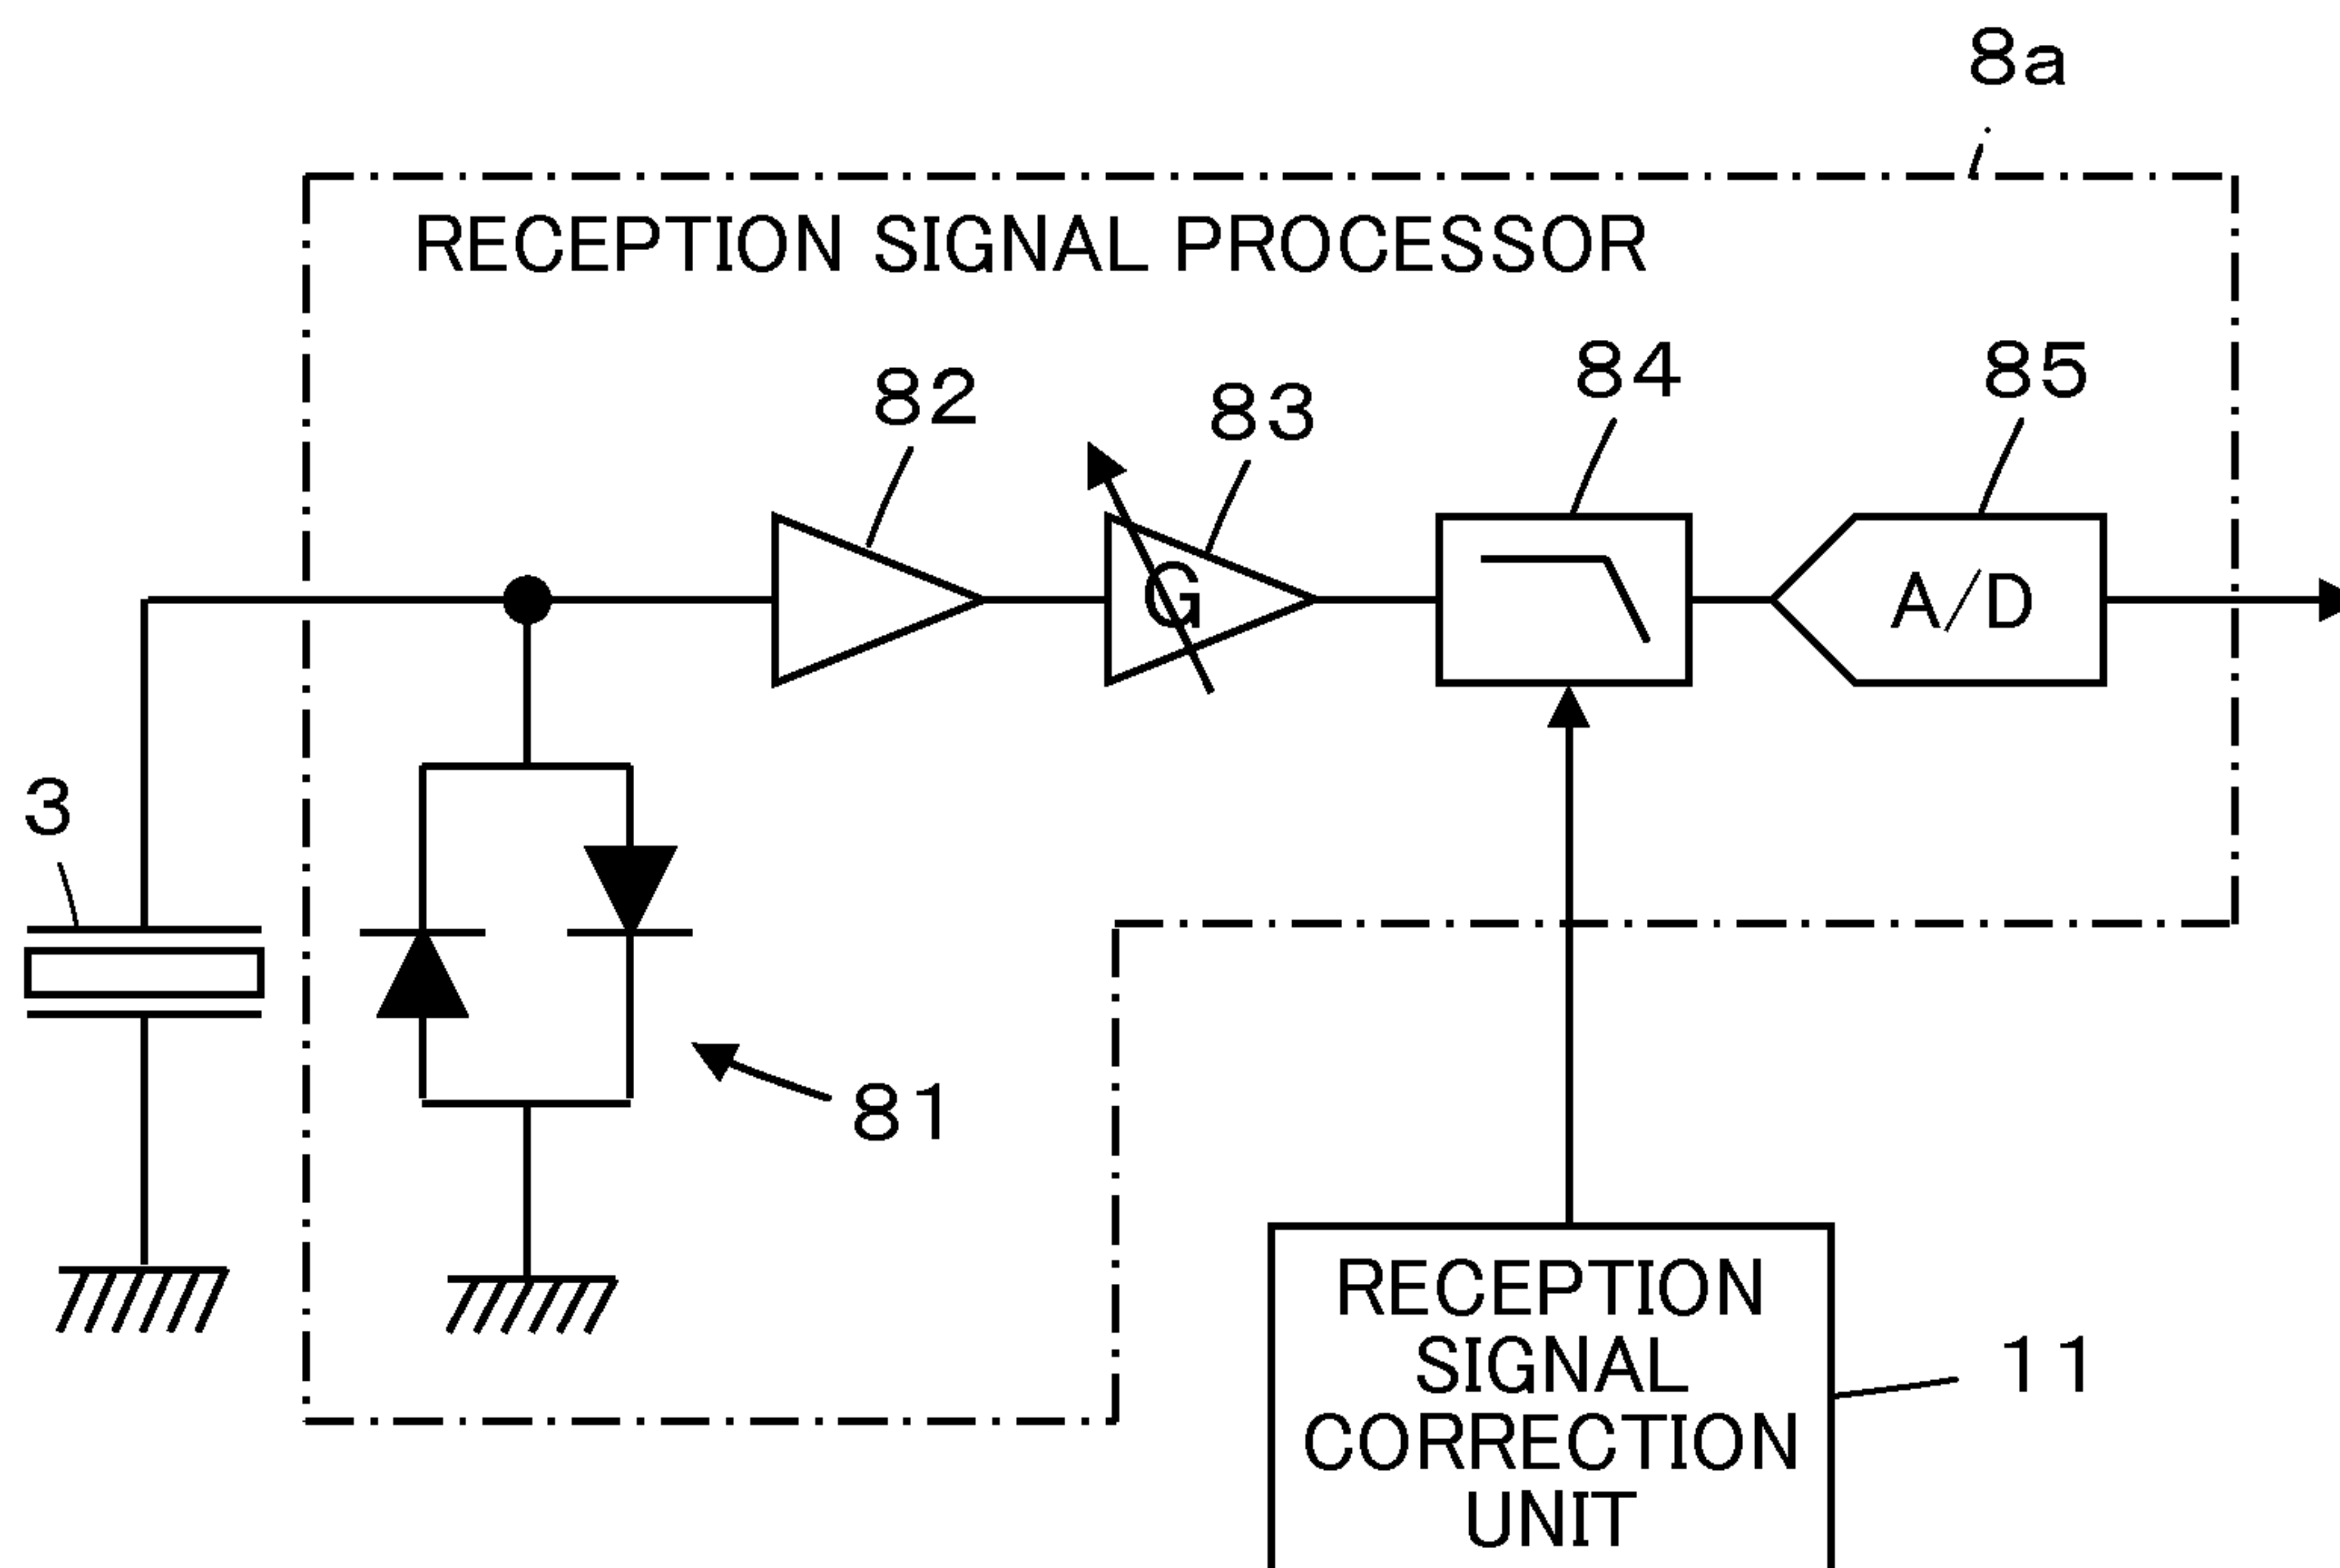 8a
RECEPTION SIGNAL PROCESSOR
82
83
84
85
G
A/D
3
81
RECEPTION
SIGNAL
CORRECTION
UNIT
11